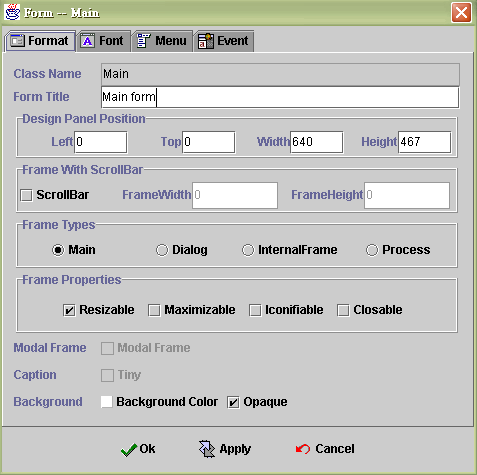 Form -- Main
Format Font Menu Event
Class Name Main
Form Title Main form
Design Panel Position
Left 0 Top 0 Width 640 Height 467
Frame With ScrollBar
ScrollBar FrameWidth 0 FrameHeight 0
Frame Types
Main Dialog InternalFrame Process
Frame Properties
Resizable Maximizable Iconifiable Closable
Modal Frame Modal Frame
Caption Tiny
Background Background Color Opaque
Ok Apply Cancel